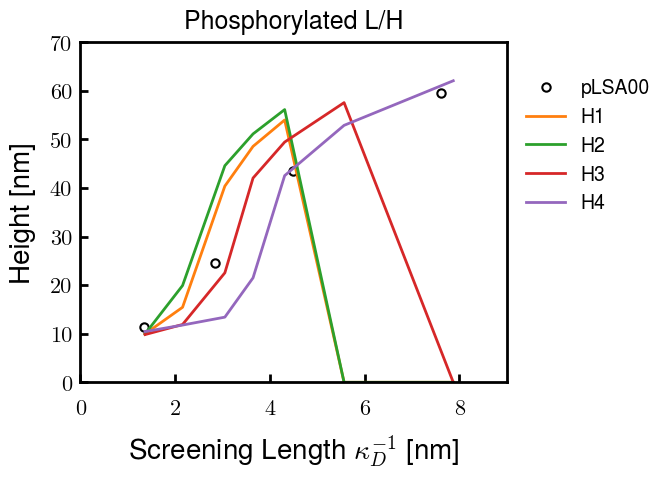 Phosphorylated L/H
Height [nm]
70
60
50
40
30
20
10
0
0 2 4 6 8
Screening Length κ_D^{-1} [nm]
pLSA00
H1
H2
H3
H4